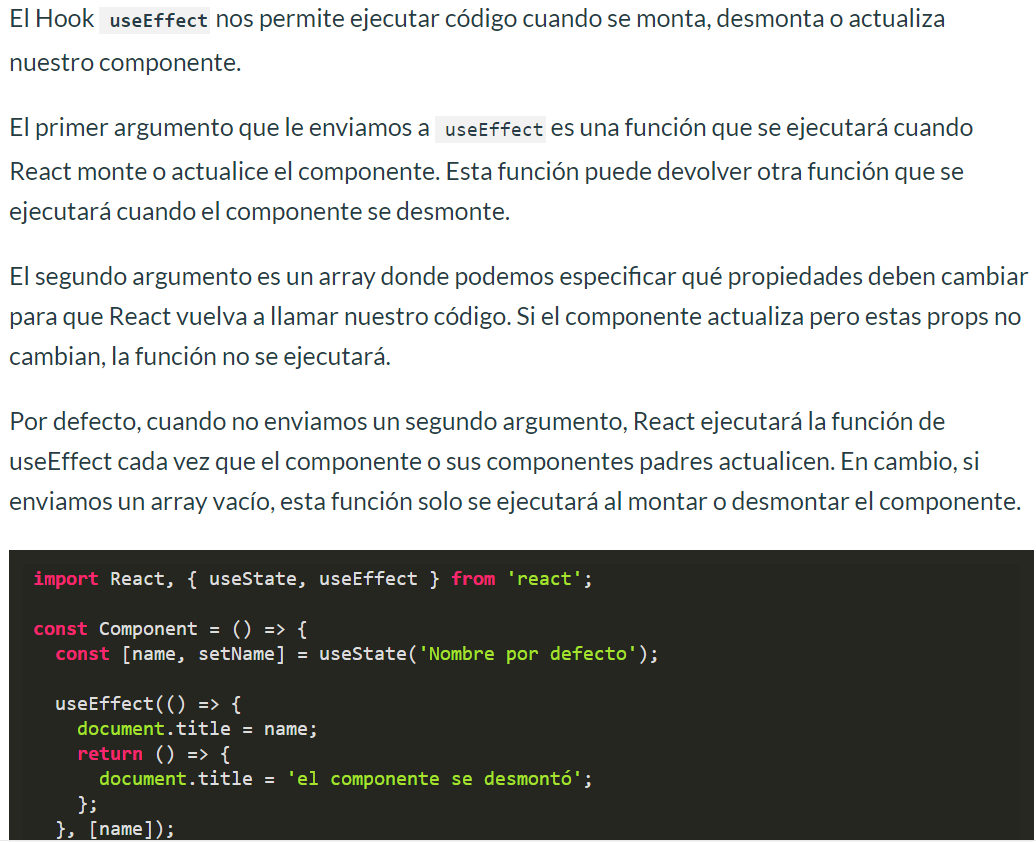 El Hook useEffect nos permite ejecutar código cuando se monta, desmonta o actualiza
nuestro componente.
El primer argumento que le enviamos a useEffect es una función que se ejecutará cuando
React monte o actualice el componente. Esta función puede devolver otra función que se
ejecutará cuando el componente se desmonte.
El segundo argumento es un array donde podemos especificar qué propiedades deben cambiar
para que React vuelva a llamar nuestro código. Si el componente actualiza pero estas props no
cambian, la función no se ejecutará.
Por defecto, cuando no enviamos un segundo argumento, React ejecutará la función de
useEffect cada vez que el componente o sus componentes padres actualicen. En cambio, si
enviamos un array vacío, esta función solo se ejecutará al montar o desmontar el componente.
import React, { useState, useEffect } from 'react';
const Component = () => {
  const [name, setName] = useState('Nombre por defecto');
  useEffect(() => {
    document.title = name;
    return () => {
      document.title = 'el componente se desmontó';
    };
  }, [name]);